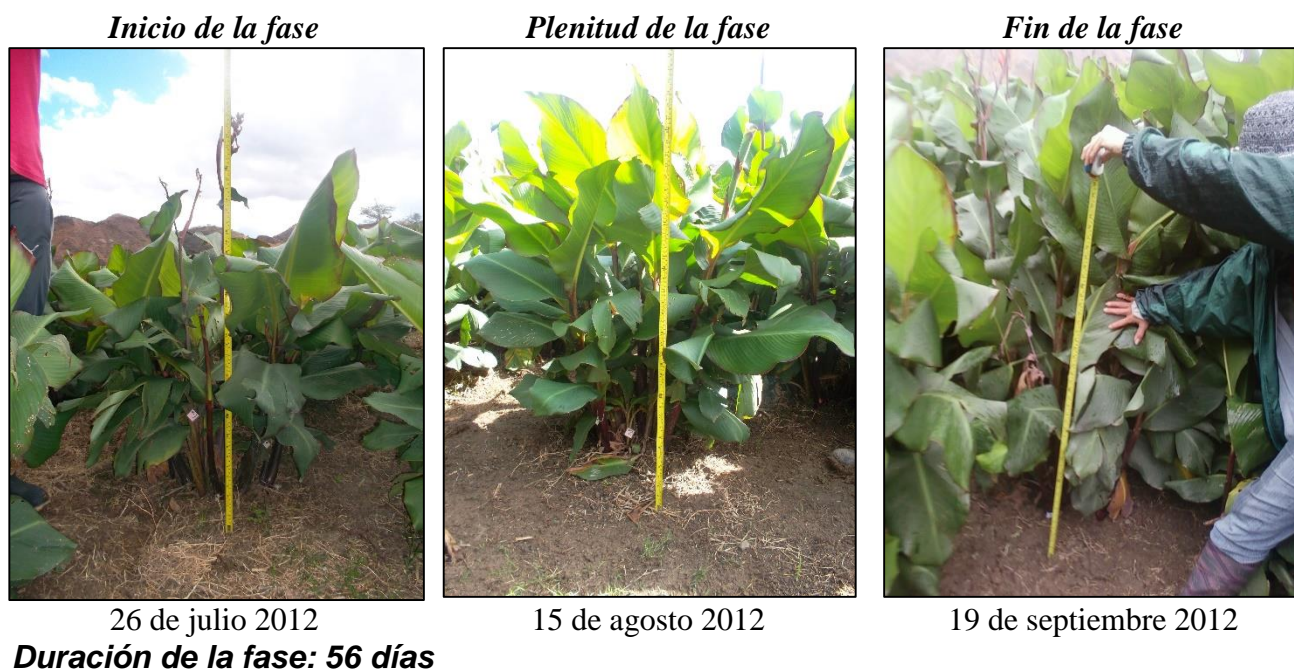 Inicio de la fase
Plenitud de la fase
Fin de la fase
26 de julio 2012
15 de agosto 2012
19 de septiembre 2012
Duración de la fase: 56 días